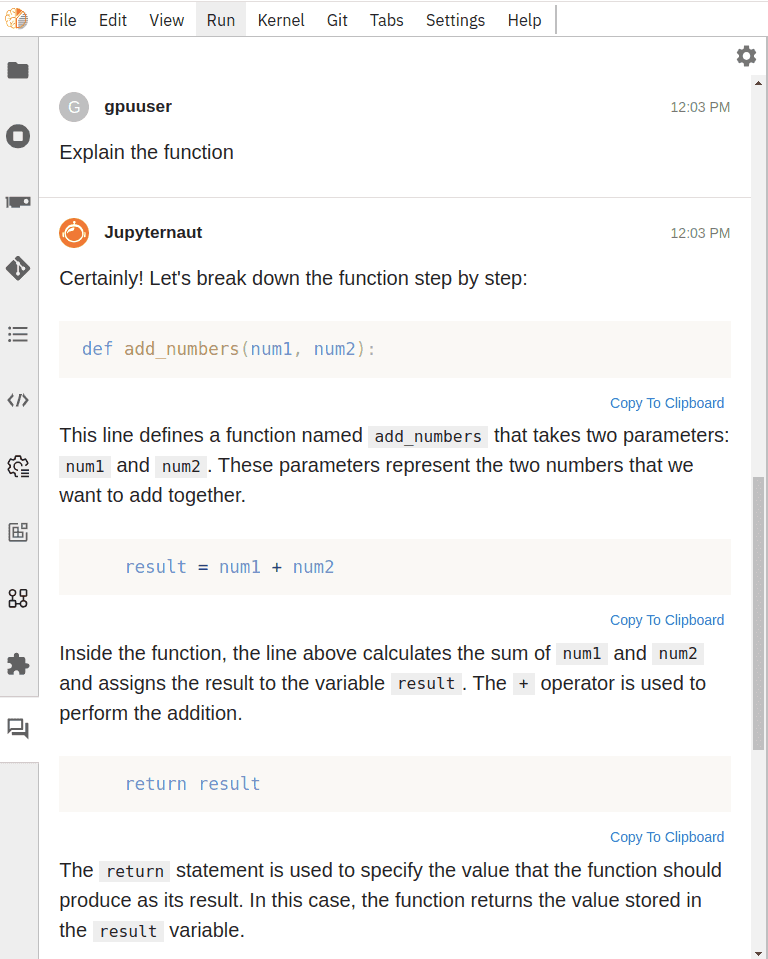 File Edit View Run Kernel Git Tabs Settings Help
G gpuuser 12:03 PM
Explain the function
Jupyternaut 12:03 PM
Certainly! Let's break down the function step by step:
def add_numbers(num1, num2):
Copy To Clipboard
This line defines a function named add_numbers that takes two parameters:
num1 and num2. These parameters represent the two numbers that we
want to add together.
result = num1 + num2
Copy To Clipboard
Inside the function, the line above calculates the sum of num1 and num2
and assigns the result to the variable result. The + operator is used to
perform the addition.
return result
Copy To Clipboard
The return statement is used to specify the value that the function should
produce as its result. In this case, the function returns the value stored in
the result variable.